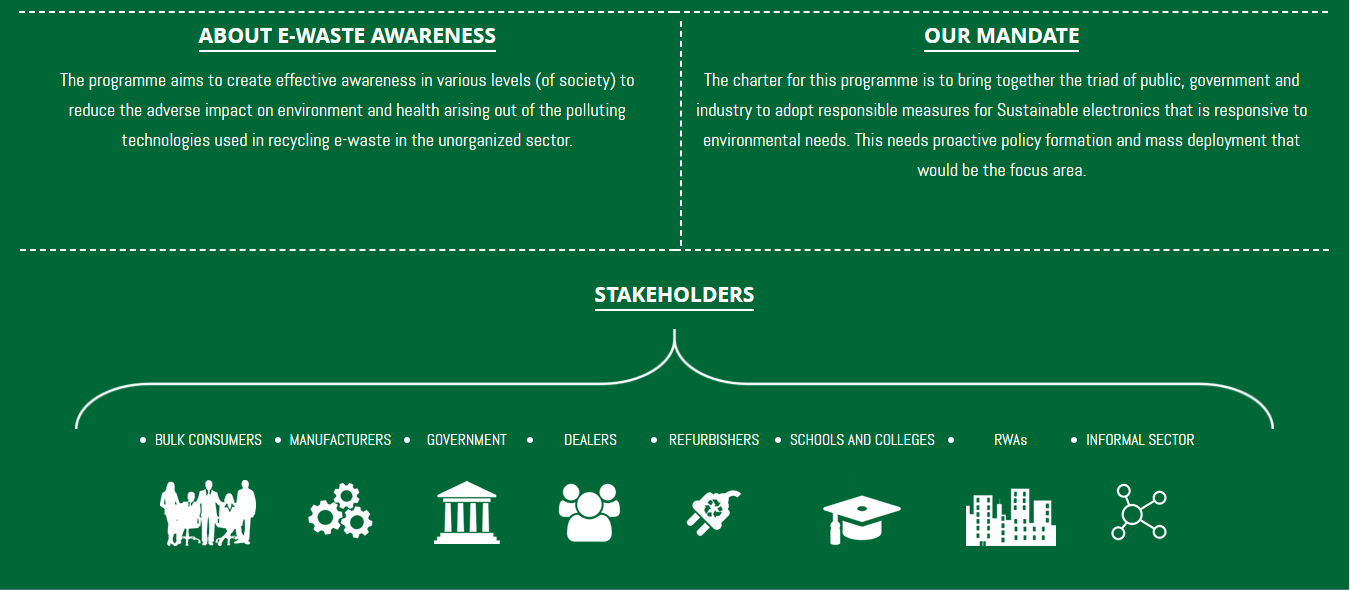 ABOUT E-WASTE AWARENESS
The programme aims to create effective awareness in various levels (of society) to
reduce the adverse impact on environment and health arising out of the polluting
technologies used in recycling e-waste in the unorganized sector.
OUR MANDATE
The charter for this programme is to bring together the triad of public, government and
industry to adopt responsible measures for Sustainable electronics that is responsive to
environmental needs. This needs proactive policy formation and mass deployment that
would be the focus area.
STAKEHOLDERS
• BULK CONSUMERS • MANUFACTURERS • GOVERNMENT • DEALERS • REFURBISHERS • SCHOOLS AND COLLEGES • RWAs • INFORMAL SECTOR